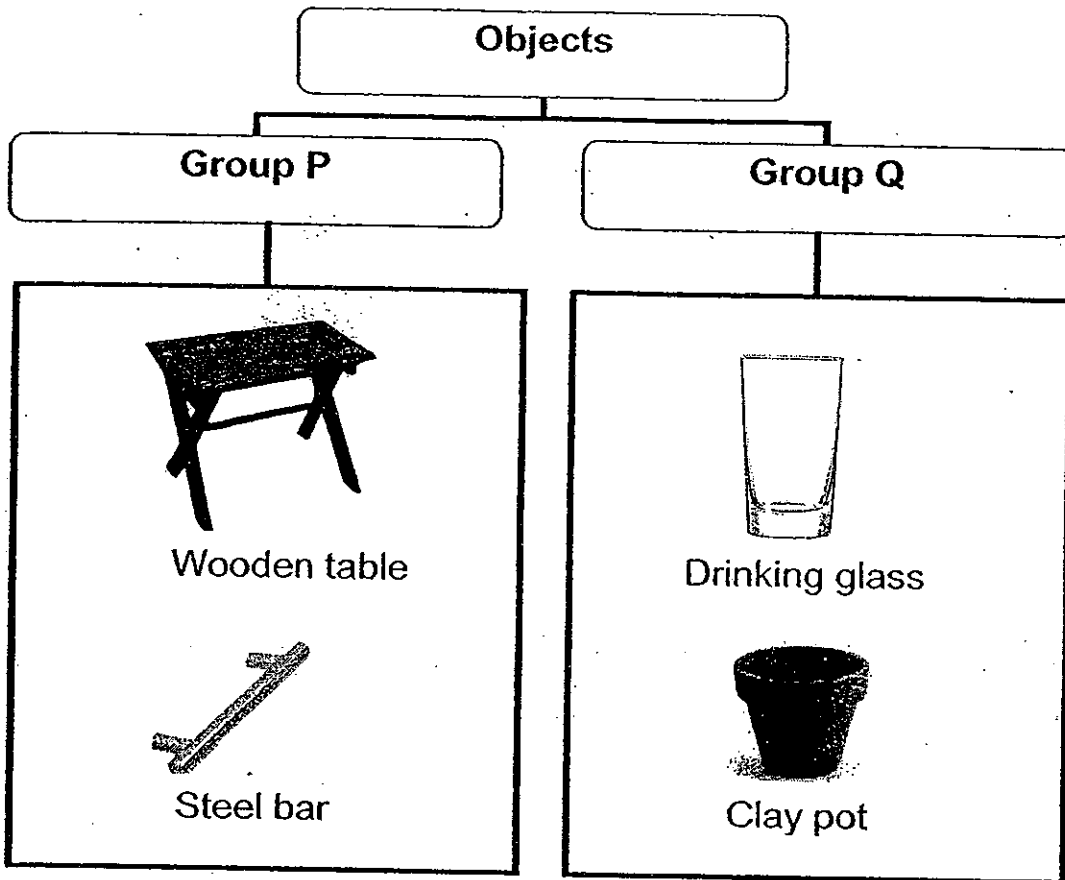 Objects
Group P
Group Q
Wooden table
Drinking glass
Steel bar
Clay pot